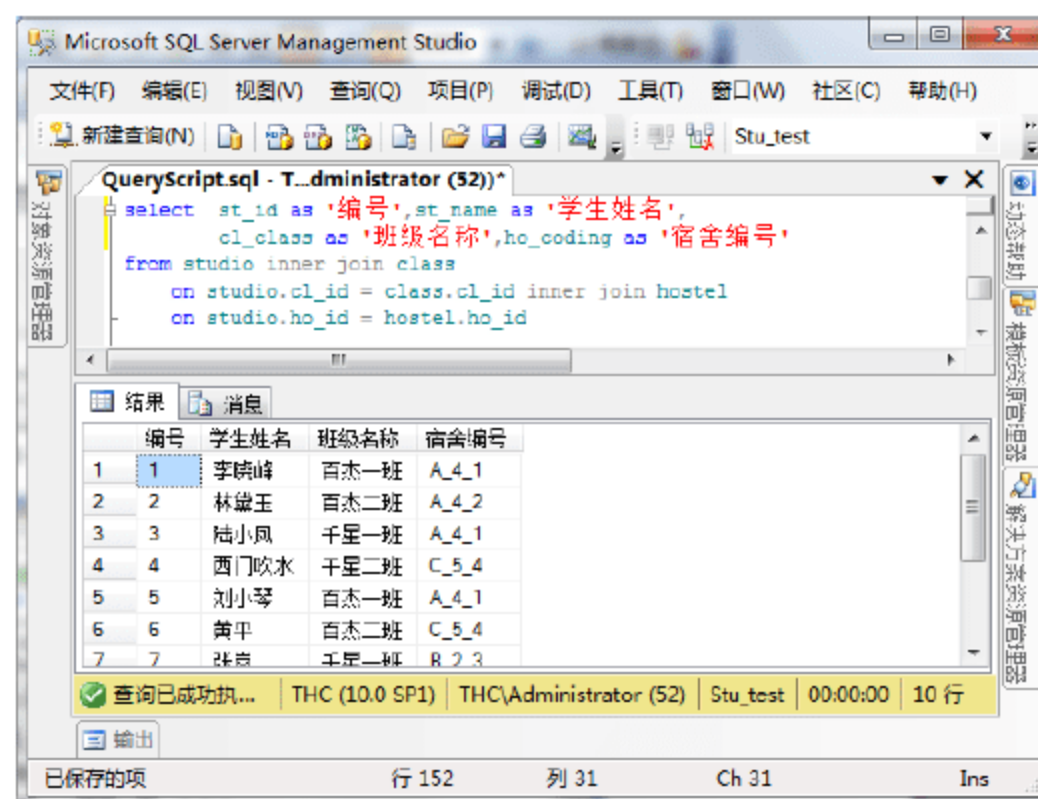 Microsoft SQL Server Management Studio
文件(F) 编辑(E) 视图(V) 查询(Q) 项目(P) 调试(D) 工具(T) 窗口(W) 社区(C) 帮助(H)
新建查询(N) Stu_test
QueryScript.sql - T...dministrator (52))*
select st_id as '编号',st_name as '学生姓名',
cl_class as '班级名称',ho_coding as '宿舍编号'
from studio inner join class
on studio.cl_id = class.cl_id inner join hostel
on studio.ho_id = hostel.ho_id
对象资源管理器
动态帮助
模板资源管理器
解决方案资源管理器
结果 消息
编号 学生姓名 班级名称 宿舍编号
1 1 李晓峰 百杰一班 A_4_1
2 2 林黛玉 百杰二班 A_4_2
3 3 陆小凤 千星一班 A_4_1
4 4 西门吹水 千星二班 C_5_4
5 5 刘小琴 百杰一班 A_4_1
6 6 黄平 百杰二班 C_5_4
7 7 千星一班 B_2_3
查询已成功执... THC (10.0 SP1) THC\Administrator (52) Stu_test 00:00:00 10 行
输出
已保存的项 行 152 列 31 Ch 31 Ins